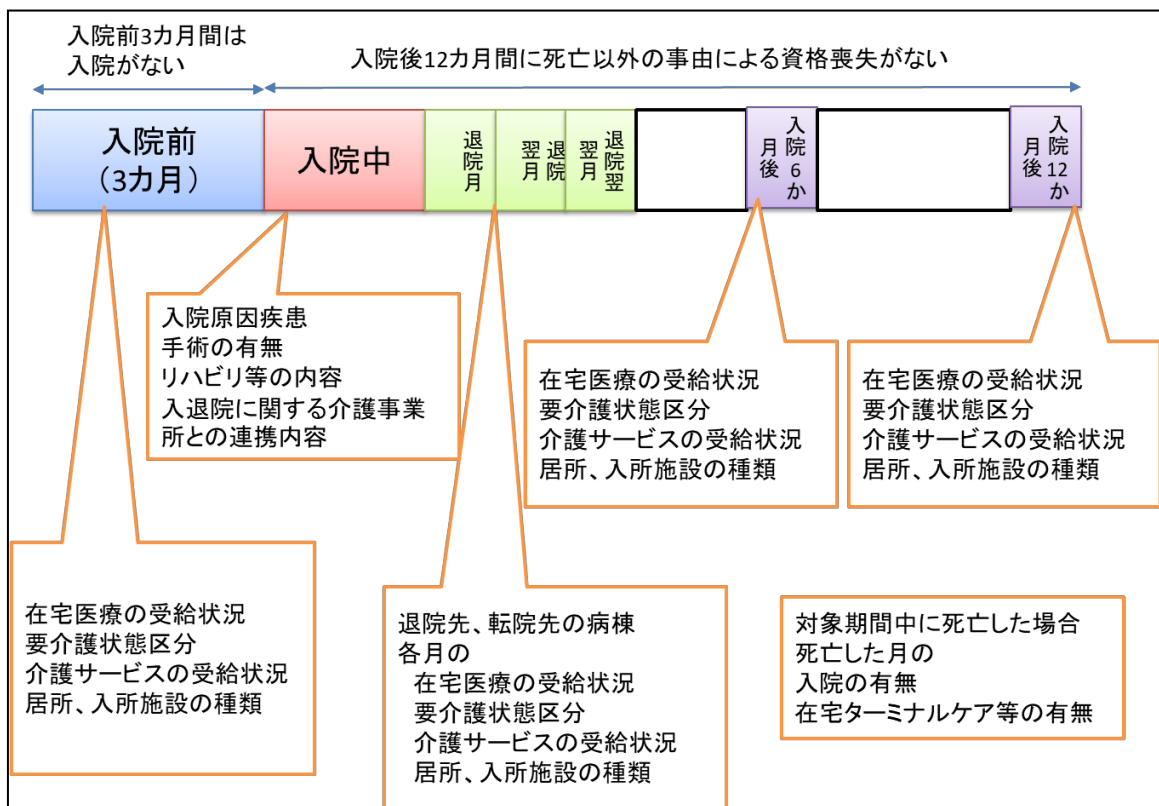 入院前3カ月間は
入院がない
入院後12カ月間に死亡以外の事由による資格喪失がない
入院前
(3カ月)
入院中
退院月
退院
翌月
退院翌
翌月
入院6か
月後
入院12か
月後
入院原因疾患
手術の有無
リハビリ等の内容
入退院に関する介護事業
所との連携内容
在宅医療の受給状況
要介護状態区分
介護サービスの受給状況
居所、入所施設の種類
在宅医療の受給状況
要介護状態区分
介護サービスの受給状況
居所、入所施設の種類
在宅医療の受給状況
要介護状態区分
介護サービスの受給状況
居所、入所施設の種類
退院先、転院先の病棟
各月の
在宅医療の受給状況
要介護状態区分
介護サービスの受給状況
居所、入所施設の種類
対象期間中に死亡した場合
死亡した月の
入院の有無
在宅ターミナルケア等の有無